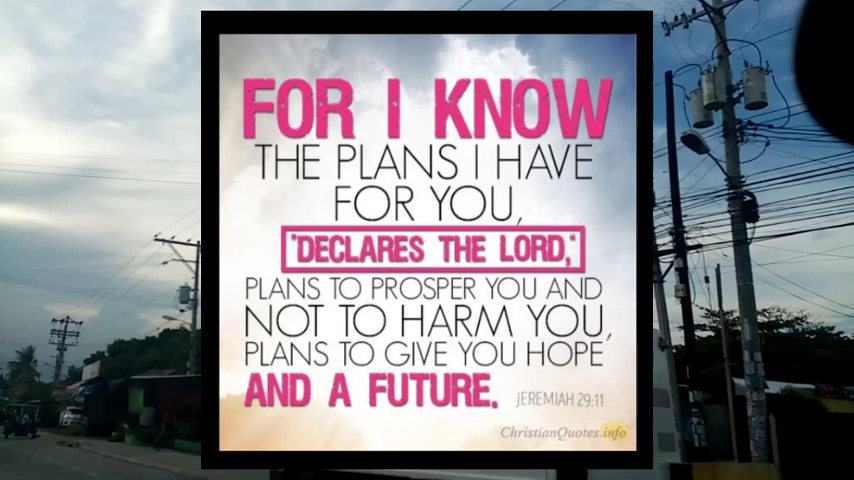 FOR I KNOW
THE PLANS I HAVE
FOR YOU,
"DECLARES THE LORD,"
PLANS TO PROSPER YOU AND
NOT TO HARM YOU,
PLANS TO GIVE YOU HOPE
AND A FUTURE.
JEREMIAH 29:11
ChristianQuotes.info